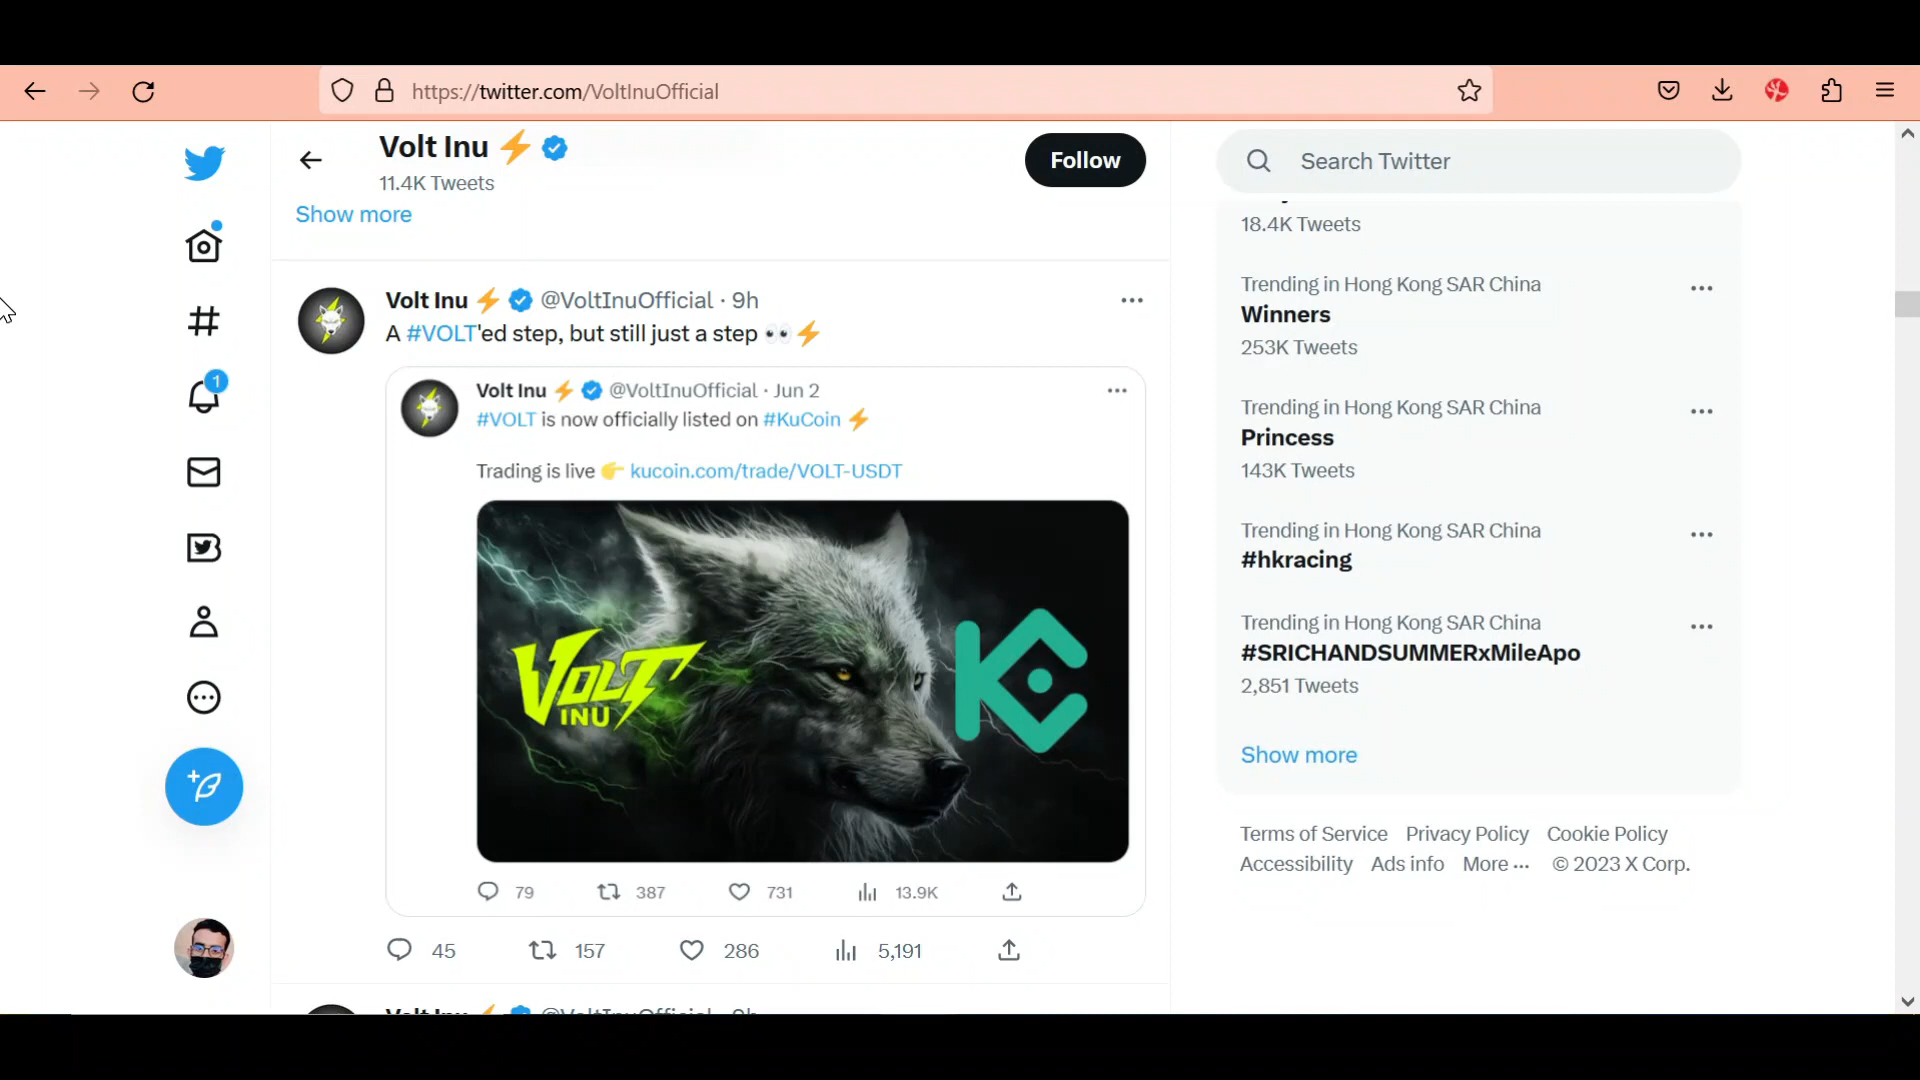 https://twitter.com/VoltInuOfficial
Volt Inu
11.4K Tweets
Follow
Show more
Volt Inu @VoltInuOfficial · 9h
A #VOLT'ed step, but still just a step 👀⚡
Volt Inu @VoltInuOfficial · Jun 2
#VOLT is now officially listed on #KuCoin ⚡
Trading is live 👉 kucoin.com/trade/VOLT-USDT
VOLT
INU
79 387 731 13.9K
45 157 286 5,191
Volt Inu @VoltInuOfficial · 9h
1
Search Twitter
18.4K Tweets
Trending in Hong Kong SAR China
Winners
253K Tweets
Trending in Hong Kong SAR China
Princess
143K Tweets
Trending in Hong Kong SAR China
#hkracing
Trending in Hong Kong SAR China
#SRICHANDSUMMERxMileApo
2,851 Tweets
Show more
Terms of Service Privacy Policy Cookie Policy
Accessibility Ads info More ··· © 2023 X Corp.